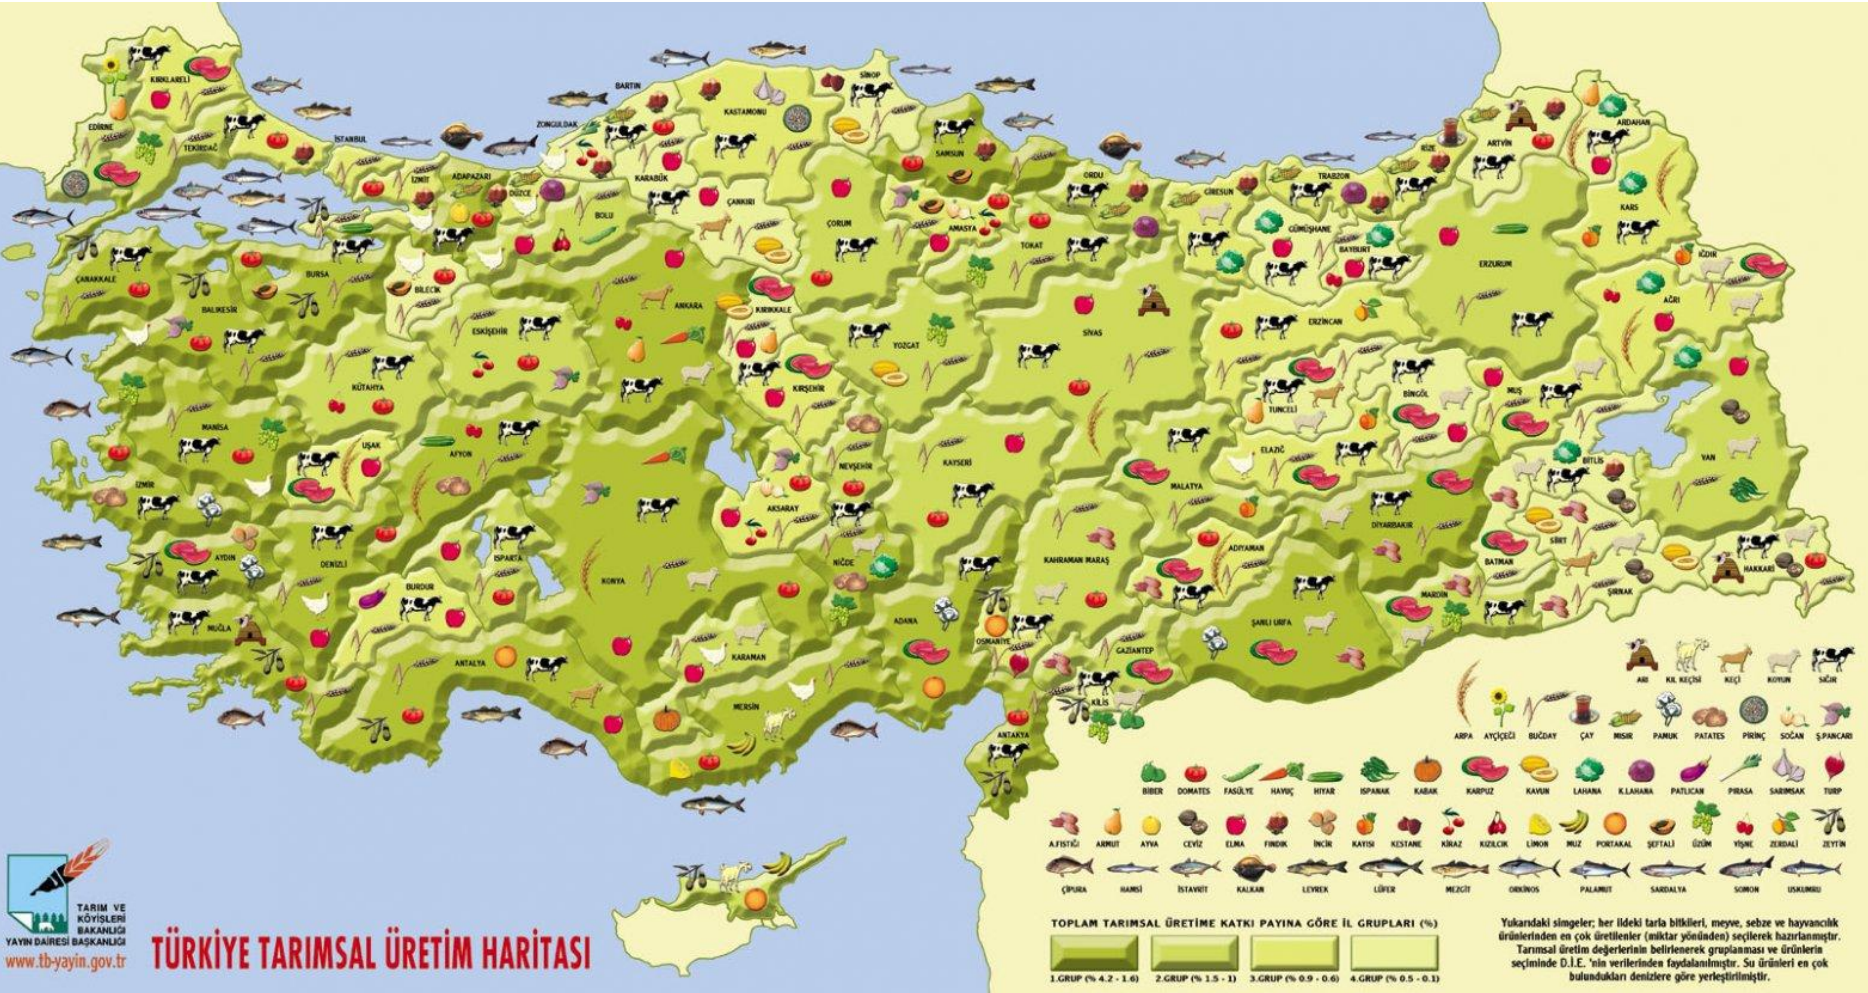 KIRKLARELİ
EDİRNE
TEKİRDAĞ
İSTANBUL
İZMİT
ADAPAZARI
DÜZCE
ZONGULDAK
BARTIN
KARABÜK
KASTAMONU
SİNOP
SAMSUN
ORDU
GİRESUN
TRABZON
RİZE
ARTVİN
ARDAHAN
KARS
BOLU
ÇANKIRI
ÇORUM
AMASYA
TOKAT
GÜMÜŞHANE
BAYBURT
ERZURUM
IĞDIR
AĞRI
ÇANAKKALE
BALIKESİR
BURSA
BİLECİK
ESKİŞEHİR
ANKARA
KIRIKKALE
YOZGAT
SİVAS
ERZİNCAN
KÜTAHYA
KIRŞEHİR
TUNCELİ
BİNGÖL
MUŞ
MANİSA
UŞAK
AFYON
NEVŞEHİR
KAYSERİ
MALATYA
ELAZIĞ
BİTLİS
VAN
İZMİR
AKSARAY
DİYARBAKIR
AYDIN
DENİZLİ
ISPARTA
KONYA
NİĞDE
KAHRAMAN MARAŞ
ADIYAMAN
BATMAN
SİİRT
HAKKARİ
BURDUR
MUĞLA
ANTALYA
KARAMAN
ADANA
OSMANİYE
GAZİANTEP
ŞANLI URFA
MARDİN
ŞIRNAK
MERSİN
KİLİS
ANTAKYA
ARI KIL KEÇİSİ KEÇİ KOYUN SIĞIR
ARPA AYÇİÇEĞİ BUĞDAY ÇAY MISIR PAMUK PATATES PİRİNÇ SOĞAN Ş.PANCARI
BİBER DOMATES FASÜLYE HAVUÇ HIYAR ISPANAK KABAK KARPUZ KAVUN LAHANA K.LAHANA PATLICAN PIRASA SARIMSAK TURP
A.FISTIĞI ARMUT AYVA CEVİZ ELMA FINDIK İNCİR KAYISI KESTANE KİRAZ KIZILCIK LİMON MUZ PORTAKAL ŞEFTALİ ÜZÜM VİŞNE ZERDALİ ZEYTİN
ÇİPURA HAMSİ İSTAVRİT KALKAN LEVREK LÜFER MEZGİT ORKİNOS PALAMUT SARDALYA SOMON USKUMRU
TARIM VE
KÖYİŞLERİ
BAKANLIĞI
YAYIN DAİRESİ BAŞKANLIĞI
www.tb-yayin.gov.tr
TÜRKİYE TARIMSAL ÜRETİM HARİTASI
TOPLAM TARIMSAL ÜRETİME KATKI PAYINA GÖRE İL GRUPLARI (%)
1.GRUP (% 4.2 - 1.6) 2.GRUP (% 1.5 - 1) 3.GRUP (% 0.9 - 0.6) 4.GRUP (% 0.5 - 0.1)
Yukarıdaki simgeler; her ildeki tarla bitkileri, meyve, sebze ve hayvancılık
ürünlerinden en çok üretilenler (miktar yönünden) seçilerek hazırlanmıştır.
Tarımsal üretim değerlerinin belirlenerek gruplanması ve ürünlerin
seçiminde D.İ.E. 'nin verilerinden faydalanılmıştır. Su ürünleri en çok
bulundukları denizlere göre yerleştirilmiştir.